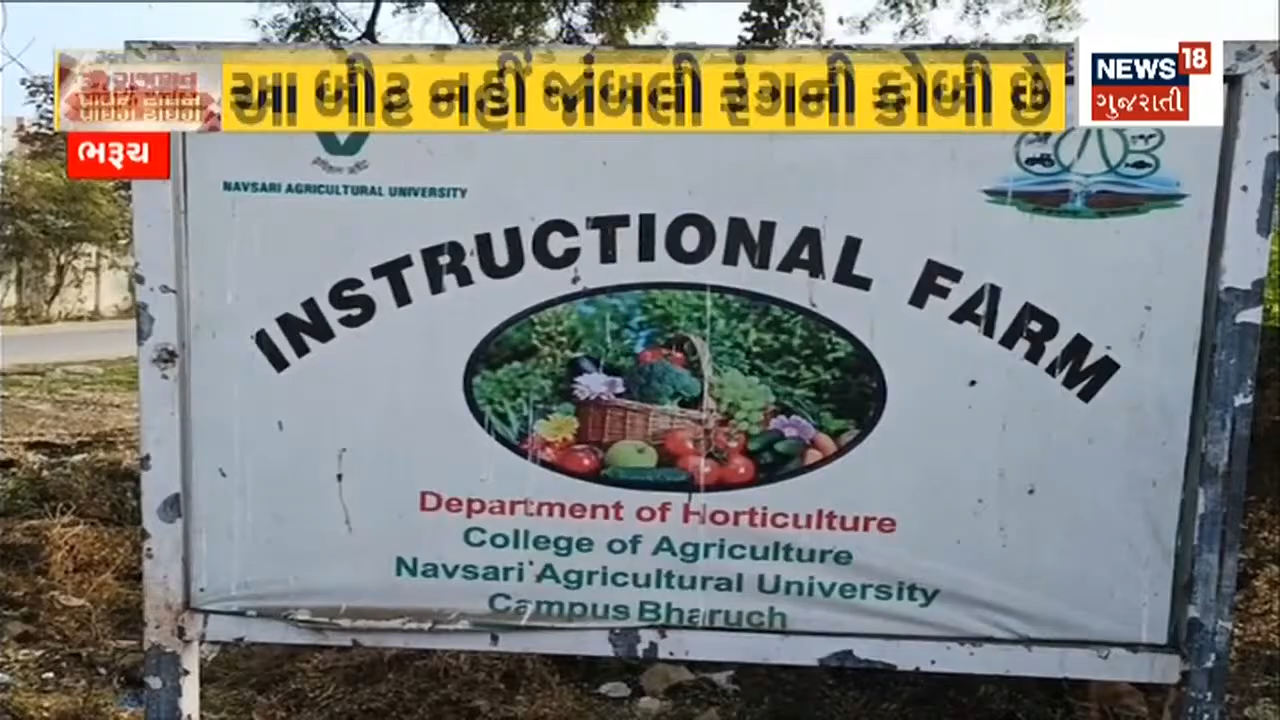 આ બીટ નહીં જાંબલી રંગની કોબી છે
NEWS 18
ગુજરાતી
ભરૂચ
NAVSARI AGRICULTURAL UNIVERSITY
INSTRUCTIONAL FARM
Department of Horticulture
College of Agriculture
Navsari Agricultural University
Campus Bharuch